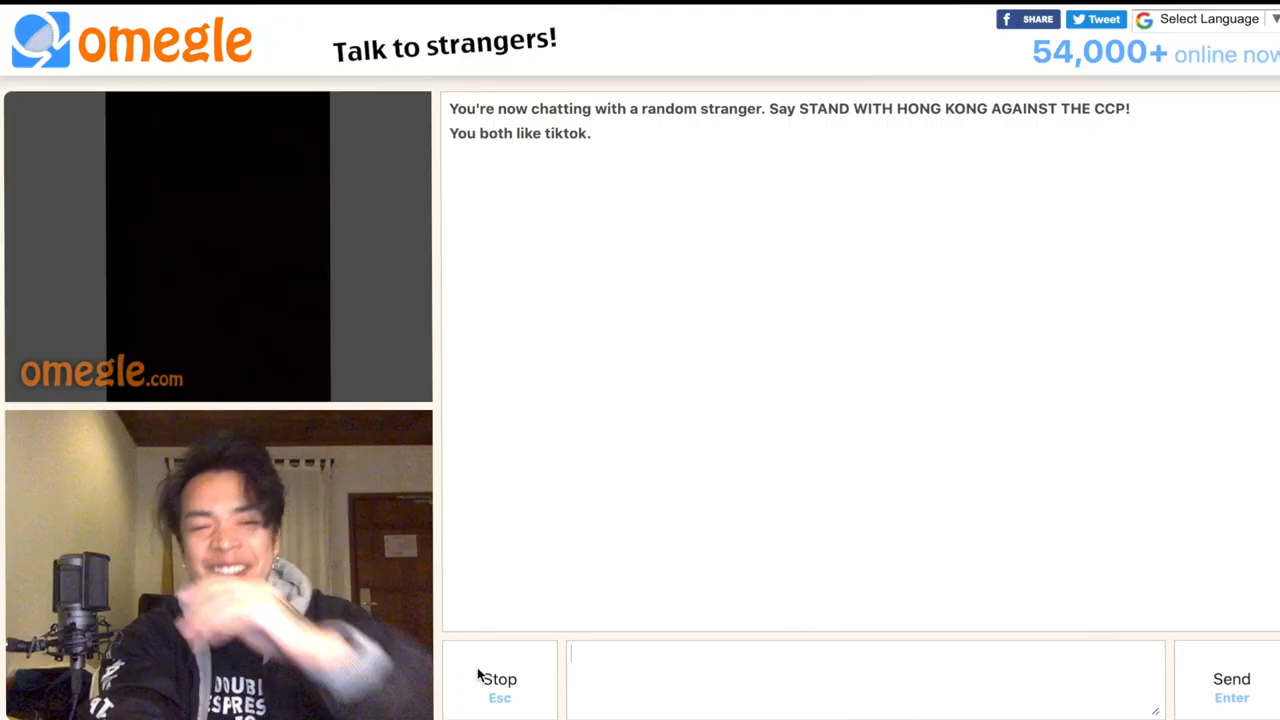 omegle
Talk to strangers!
SHARE
Tweet
Select Language
54,000+ online now
You're now chatting with a random stranger. Say STAND WITH HONG KONG AGAINST THE CCP!
You both like tiktok.
omegle.com
Stop
Esc
Send
Enter